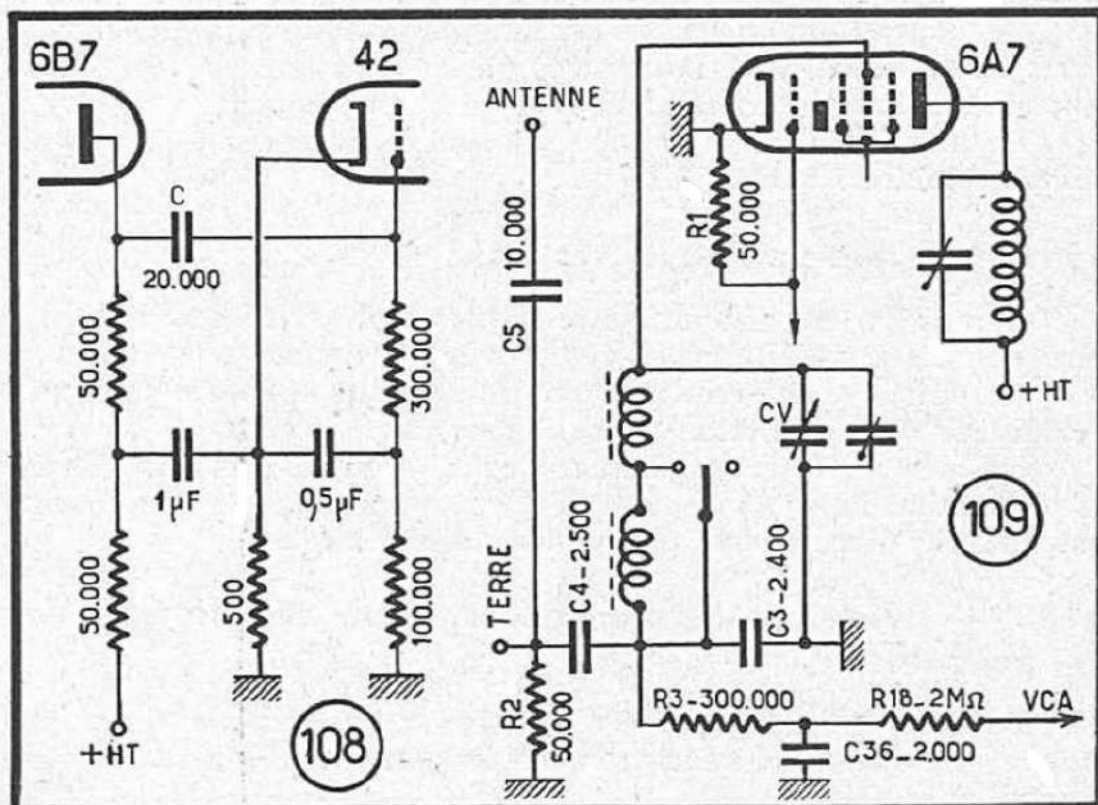 6B7
42
C
20.000
50.000
300.000
1µF
0,5µF
50.000
500
100.000
+HT
108
ANTENNE
6A7
R1
50.000
10.000
C5
+HT
CV
109
TERRE
C4-2.500
C3-2.400
R2
50.000
R3-300.000
R18-2MΩ
VCA
C36-2.000